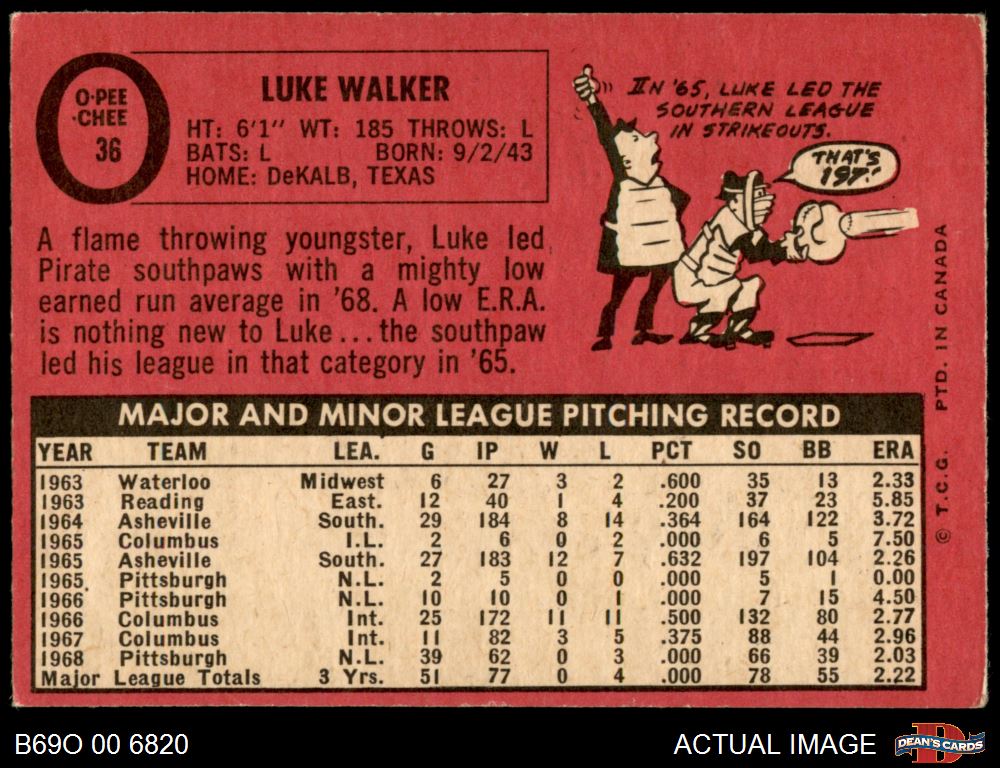 O-PEE
-CHEE
36
LUKE WALKER
HT: 6'1" WT: 185 THROWS: L
BATS: L BORN: 9/2/43
HOME: DeKALB, TEXAS
IN '65, LUKE LED THE
SOUTHERN LEAGUE
IN STRIKEOUTS.
THAT'S
197!
A flame throwing youngster, Luke led
Pirate southpaws with a mighty low
earned run average in '68. A low E.R.A.
is nothing new to Luke...the southpaw
led his league in that category in '65.
MAJOR AND MINOR LEAGUE PITCHING RECORD
YEAR TEAM LEA. G IP W L PCT SO BB ERA
1963 Waterloo Midwest 6 27 3 2 .600 35 13 2.33
1963 Reading East. 12 40 1 4 .200 37 23 5.85
1964 Asheville South. 29 184 8 14 .364 164 122 3.72
1965 Columbus I.L. 2 6 0 2 .000 6 5 7.50
1965 Asheville South. 27 183 12 7 .632 197 104 2.26
1965 Pittsburgh N.L. 2 5 0 0 .000 5 1 0.00
1966 Pittsburgh N.L. 10 10 0 1 .000 7 15 4.50
1966 Columbus Int. 25 172 11 11 .500 132 80 2.77
1967 Columbus Int. 11 82 3 5 .375 88 44 2.96
1968 Pittsburgh N.L. 39 62 0 3 .000 66 39 2.03
Major League Totals 3 Yrs. 51 77 0 4 .000 78 55 2.22
© T.C.G. PTD. IN CANADA
B69O 00 6820
ACTUAL IMAGE
D
DEAN'S CARDS